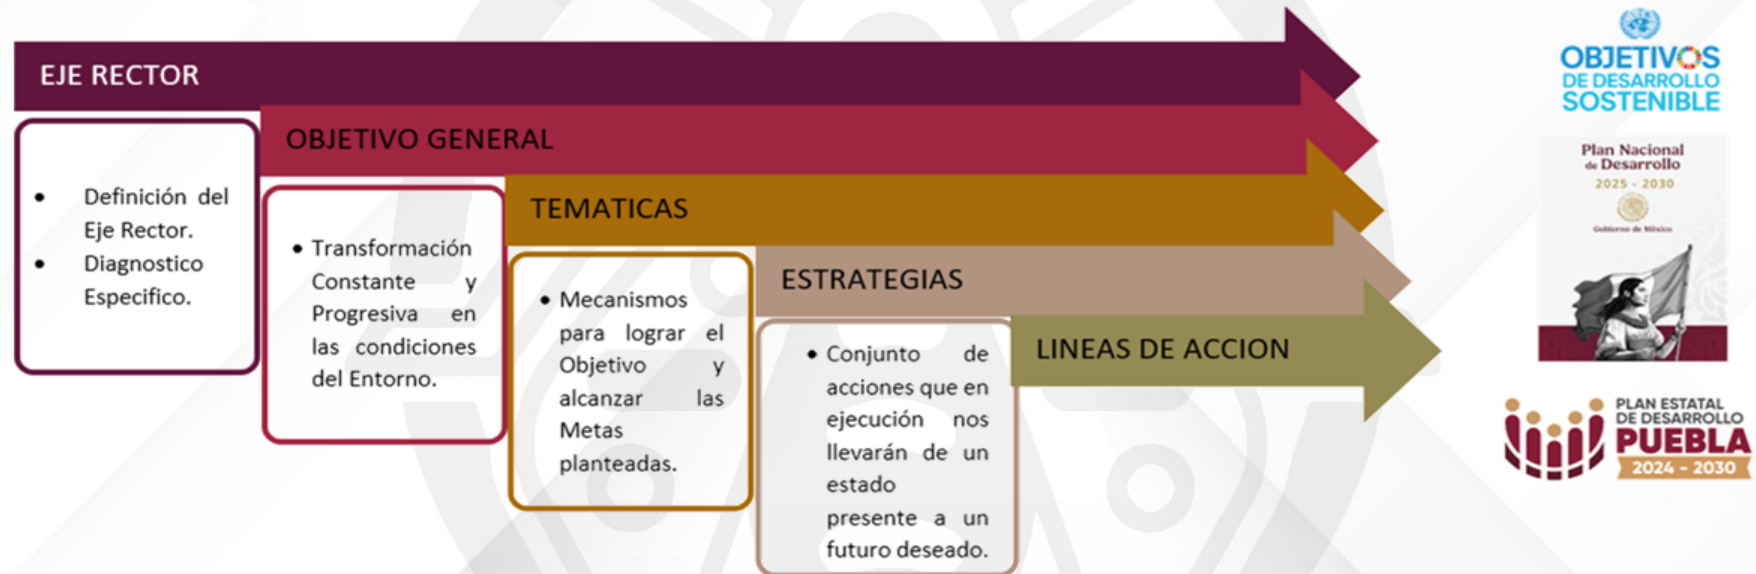 EJE RECTOR
• Definición del
Eje Rector.
• Diagnostico
Especifico.
OBJETIVO GENERAL
• Transformación
Constante y
Progresiva en
las condiciones
del Entorno.
TEMATICAS
• Mecanismos
para lograr el
Objetivo y
alcanzar las
Metas
planteadas.
ESTRATEGIAS
• Conjunto de
acciones que en
ejecución nos
llevarán de un
estado
presente a un
futuro deseado.
LINEAS DE ACCION
OBJETIVOS
DE DESARROLLO
SOSTENIBLE
Plan Nacional
de Desarrollo
2025 - 2030
Gobierno de México
PLAN ESTATAL
DE DESARROLLO
PUEBLA
2024 - 2030